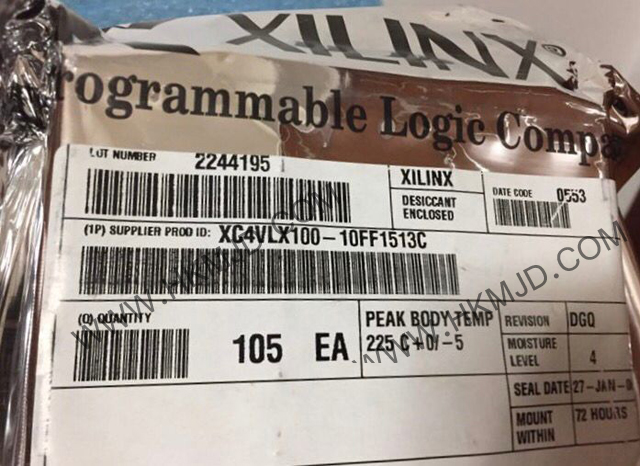 XILINX®
rogrammable Logic Compa
LOT NUMBER 2244195
XILINX
DESICCANT
ENCLOSED
DATE CODE 0553
(1P) SUPPLIER PROD ID: XC4VLX100-10FF1513C
(Q) QUANTITY
105 EA
PEAK BODY TEMP
225 C +0/-5
REVISION DGQ
MOISTURE
LEVEL 4
SEAL DATE 27-JAN-0
MOUNT
WITHIN 72 HOURS
WWW.HKMJD.COM
WWW.HKMJD.COM